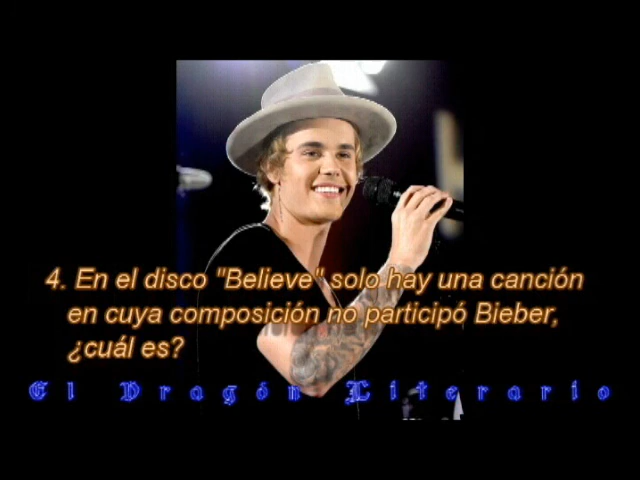 4. En el disco "Believe" solo hay una canción
en cuya composición no participó Bieber,
¿cuál es?
El Dragón Literario